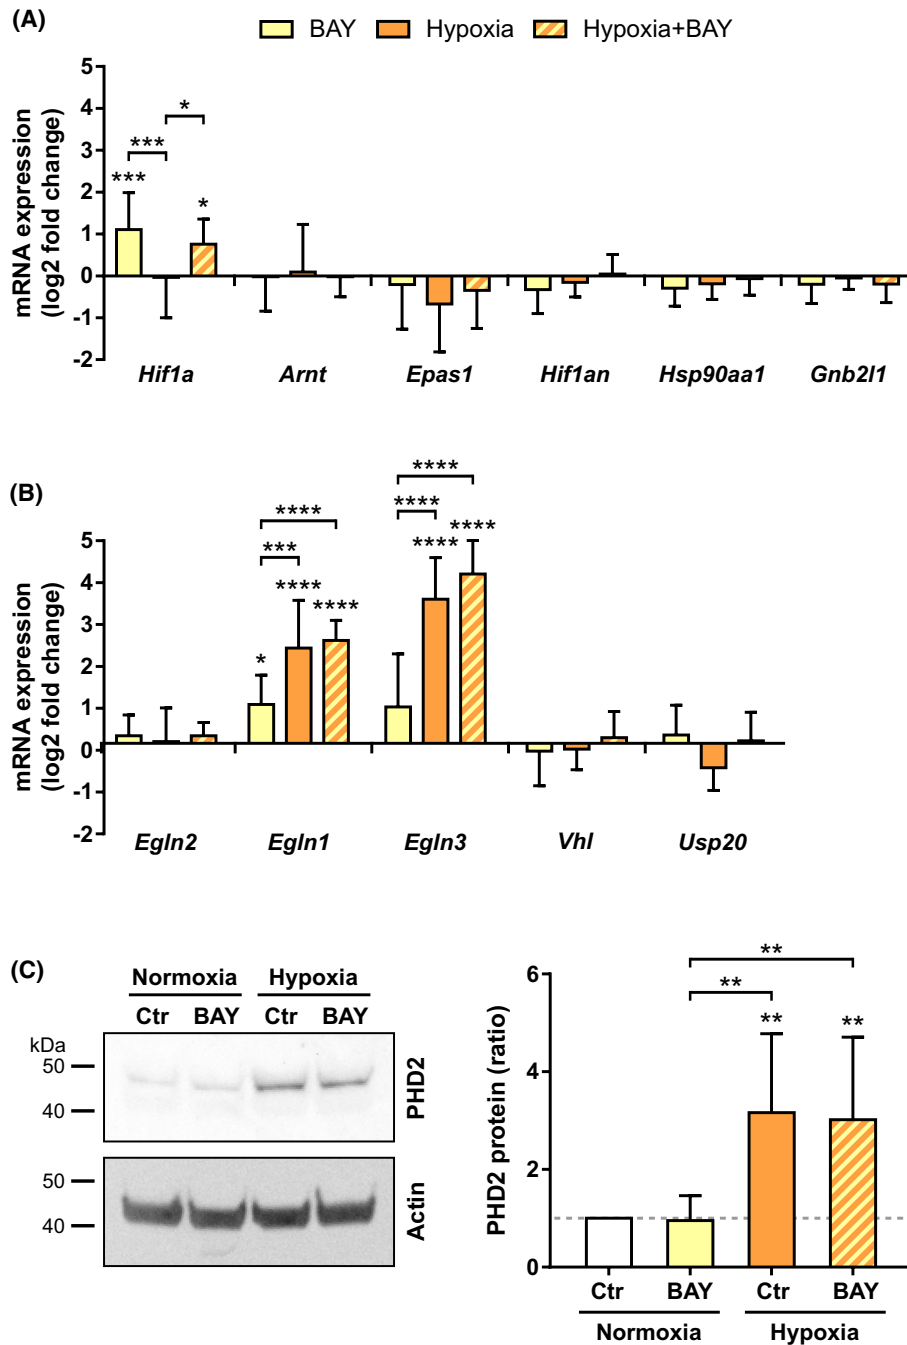 (A)
BAY Hypoxia Hypoxia+BAY
mRNA expression
(log2 fold change)
5
4
3
2
1
0
-1
-2
*
***
***
*
Hif1a Arnt Epas1 Hif1an Hsp90aa1 Gnb2l1
(B)
mRNA expression
(log2 fold change)
5
4
3
2
1
0
-1
-2
****
****
****
****
***
****
****
****
*
Egln2 Egln1 Egln3 Vhl Usp20
(C)
Normoxia Hypoxia
Ctr BAY Ctr BAY
kDa
50
40
PHD2
50
40
Actin
PHD2 protein (ratio)
6
4
2
0
**
**
**
**
Ctr BAY Ctr BAY
Normoxia Hypoxia